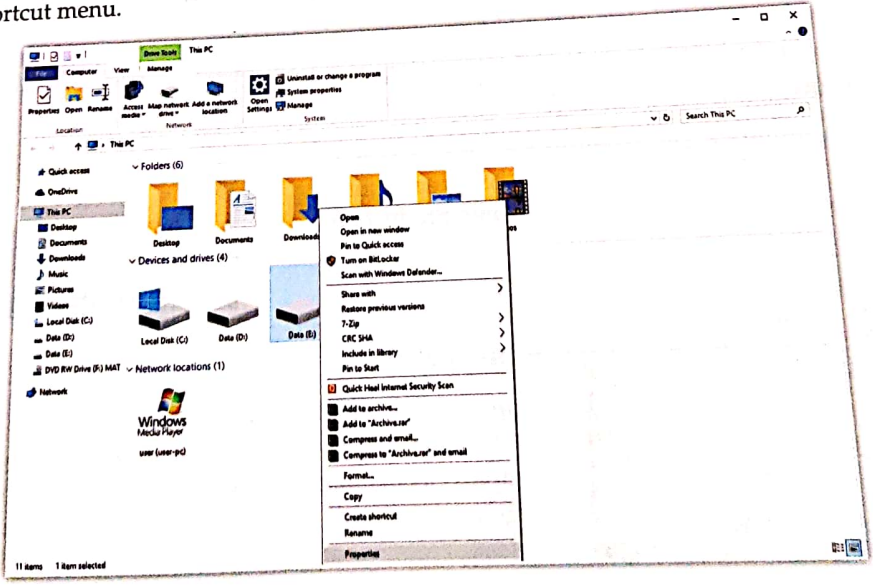 rtcut menu.
Drive Tools This PC
File Computer View Manage
Properties Open Rename Access media Map network drive Add a network location Open Settings Uninstall or change a program
System properties
Manage
Location Network System
This PC
Search This PC
Quick access
OneDrive
This PC
Desktop
Documents
Downloads
Music
Pictures
Videos
Local Disk (C:)
Data (D:)
Data (E:)
DVD RW Drive (F:) MAT
Network
Folders (6)
Desktop Documents Downloads os
Devices and drives (4)
Local Disk (C:) Data (D:) Data (E:)
Network locations (1)
Windows
Media Player
user (user-pc)
Open
Open in new window
Pin to Quick access
Turn on BitLocker
Scan with Windows Defender...
Share with
Restore previous versions
7-Zip
CRC SHA
Include in library
Pin to Start
Quick Heal Internet Security Scan
Add to archive...
Add to "Archive.rar"
Compress and email...
Compress to "Archive.rar" and email
Format...
Copy
Create shortcut
Rename
Properties
11 items 1 item selected